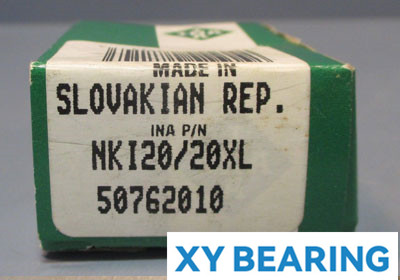 MADE IN
SLOVAKIAN REP.
INA P/N
NKI20/20XL
50762010
XY BEARING